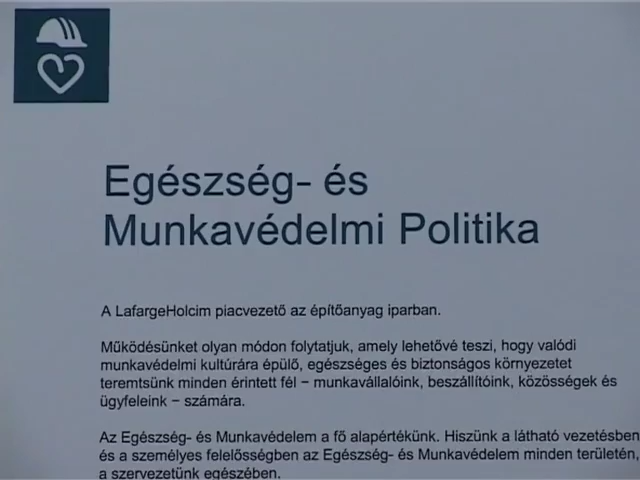 Egészség- és
Munkavédelmi Politika
A LafargeHolcim piacvezető az építőanyag iparban.
Működésünket olyan módon folytatjuk, amely lehetővé teszi, hogy valódi
munkavédelmi kultúrára épülő, egészséges és biztonságos környezetet
teremtsünk minden érintett fél – munkavállalóink, beszállítóink, közösségek és
ügyfeleink – számára.
Az Egészség- és Munkavédelem a fő alapértékünk. Hiszünk a látható vezetésben
és a személyes felelősségben az Egészség- és Munkavédelem minden területén,
a szervezetünk egészében.